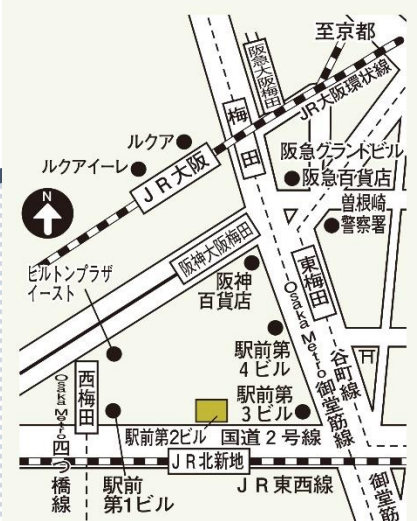 至京都
阪急大阪梅田
JR大阪環状線
梅田
ルクア
ルクアイーレ
JR大阪
阪急グランドビル
阪急百貨店
曽根崎
警察署
N
阪神大阪梅田
ヒルトンプラザ
イースト
阪神
百貨店
東梅田
Osaka Metro御堂筋線
谷町線
駅前第
4ビル
駅前第
3ビル
西梅田
Osaka Metro四つ橋線
駅前第2ビル
国道2号線
JR北新地
JR東西線
駅前
第1ビル
御堂筋